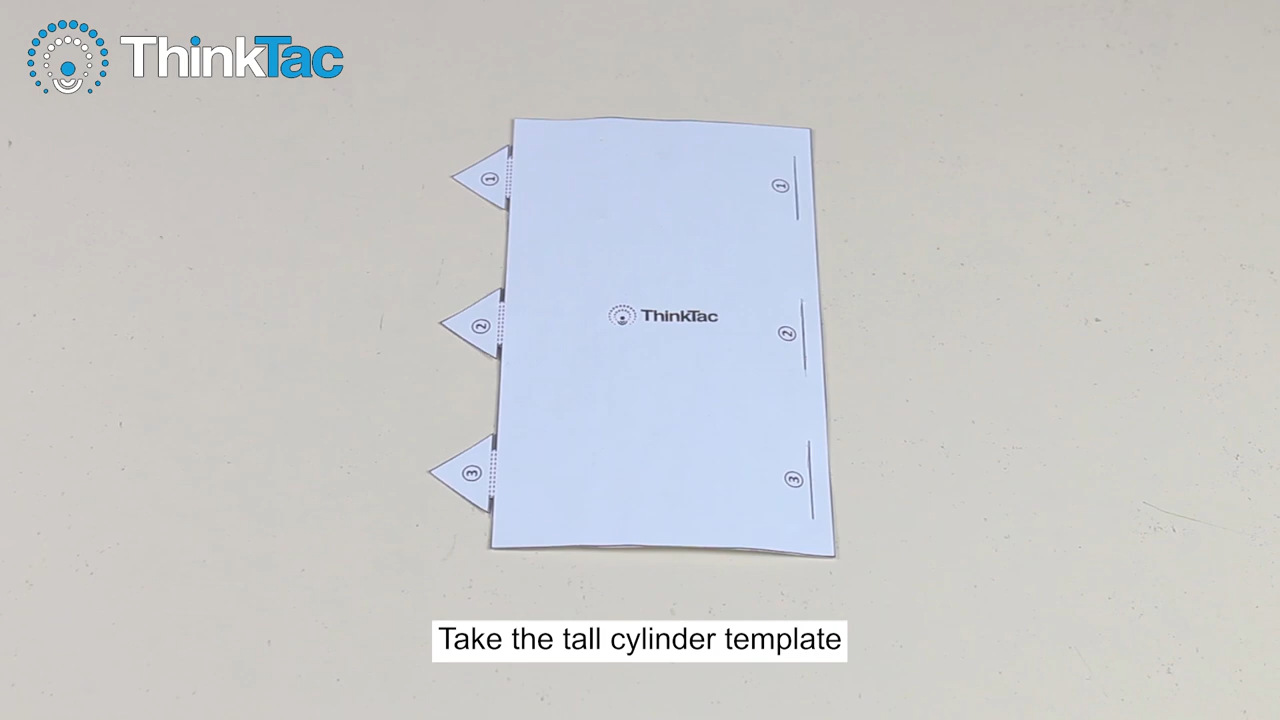 ThinkTac
①
①
②
ThinkTac
②
③
③
Take the tall cylinder template